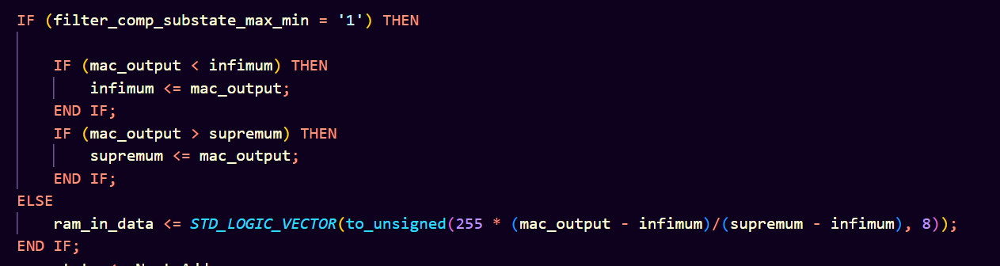 IF (filter_comp_substate_max_min = '1') THEN
IF (mac_output < infimum) THEN
infimum <= mac_output;
END IF;
IF (mac_output > supremum) THEN
supremum <= mac_output;
END IF;
ELSE
ram_in_data <= STD_LOGIC_VECTOR(to_unsigned(255 * (mac_output - infimum)/(supremum - infimum), 8));
END IF;